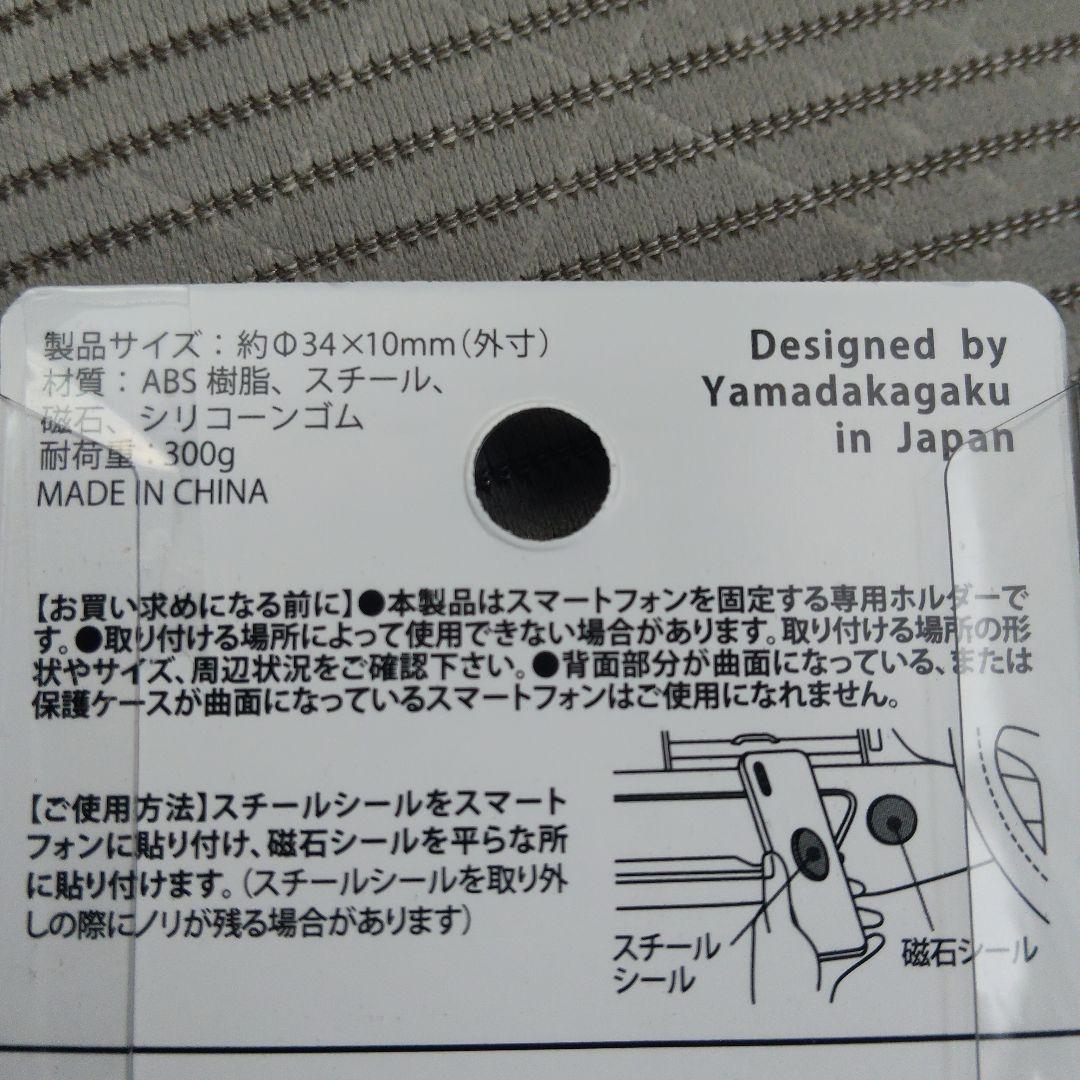 製品サイズ：約Φ34×10mm（外寸）
材質：ABS 樹脂、スチール、
磁石、シリコーンゴム
耐荷重：300g
MADE IN CHINA
Designed by
Yamadakagaku
in Japan
【お買い求めになる前に】●本製品はスマートフォンを固定する専用ホルダーで
す。●取り付ける場所によって使用できない場合があります。取り付ける場所の形
状やサイズ、周辺状況をご確認下さい。●背面部分が曲面になっている、または
保護ケースが曲面になっているスマートフォンはご使用になれません。
【ご使用方法】スチールシールをスマート
フォンに貼り付け、磁石シールを平らな所
に貼り付けます。（スチールシールを取り外
しの際にノリが残る場合があります）
スチール
シール
磁石シール